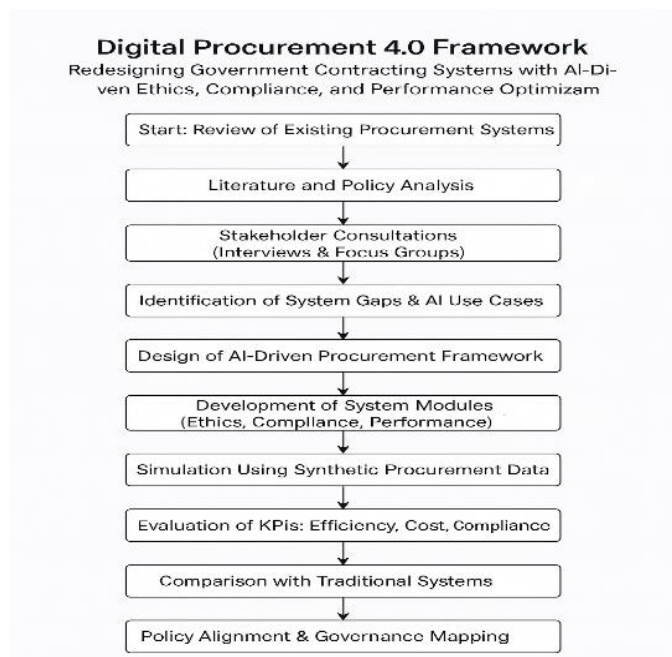 Digital Procurement 4.0 Framework
Redesigning Government Contracting Systems with AI-Di-
ven Ethics, Compliance, and Performance Optimizam
Start: Review of Existing Procurement Systems
Literature and Policy Analysis
Stakeholder Consultations
(Interviews & Focus Groups)
Identification of System Gaps & AI Use Cases
Design of AI-Driven Procurement Framework
Development of System Modules
(Ethics, Compliance, Performance)
Simulation Using Synthetic Procurement Data
Evaluation of KPIs: Efficiency, Cost, Compliance
Comparison with Traditional Systems
Policy Alignment & Governance Mapping